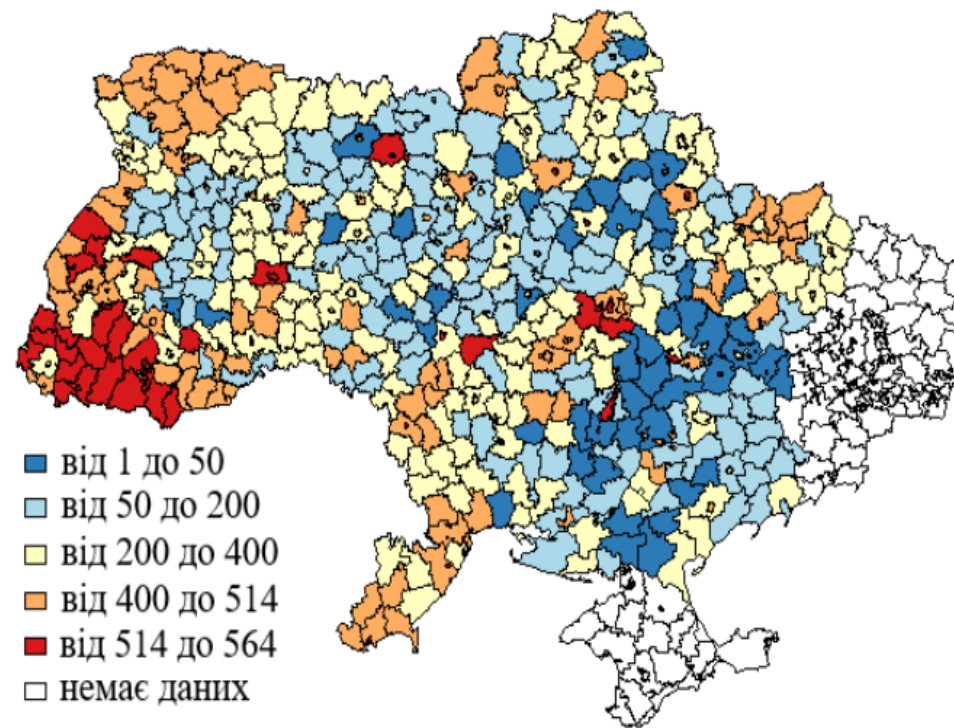 від 1 до 50
від 50 до 200
від 200 до 400
від 400 до 514
від 514 до 564
немає даних